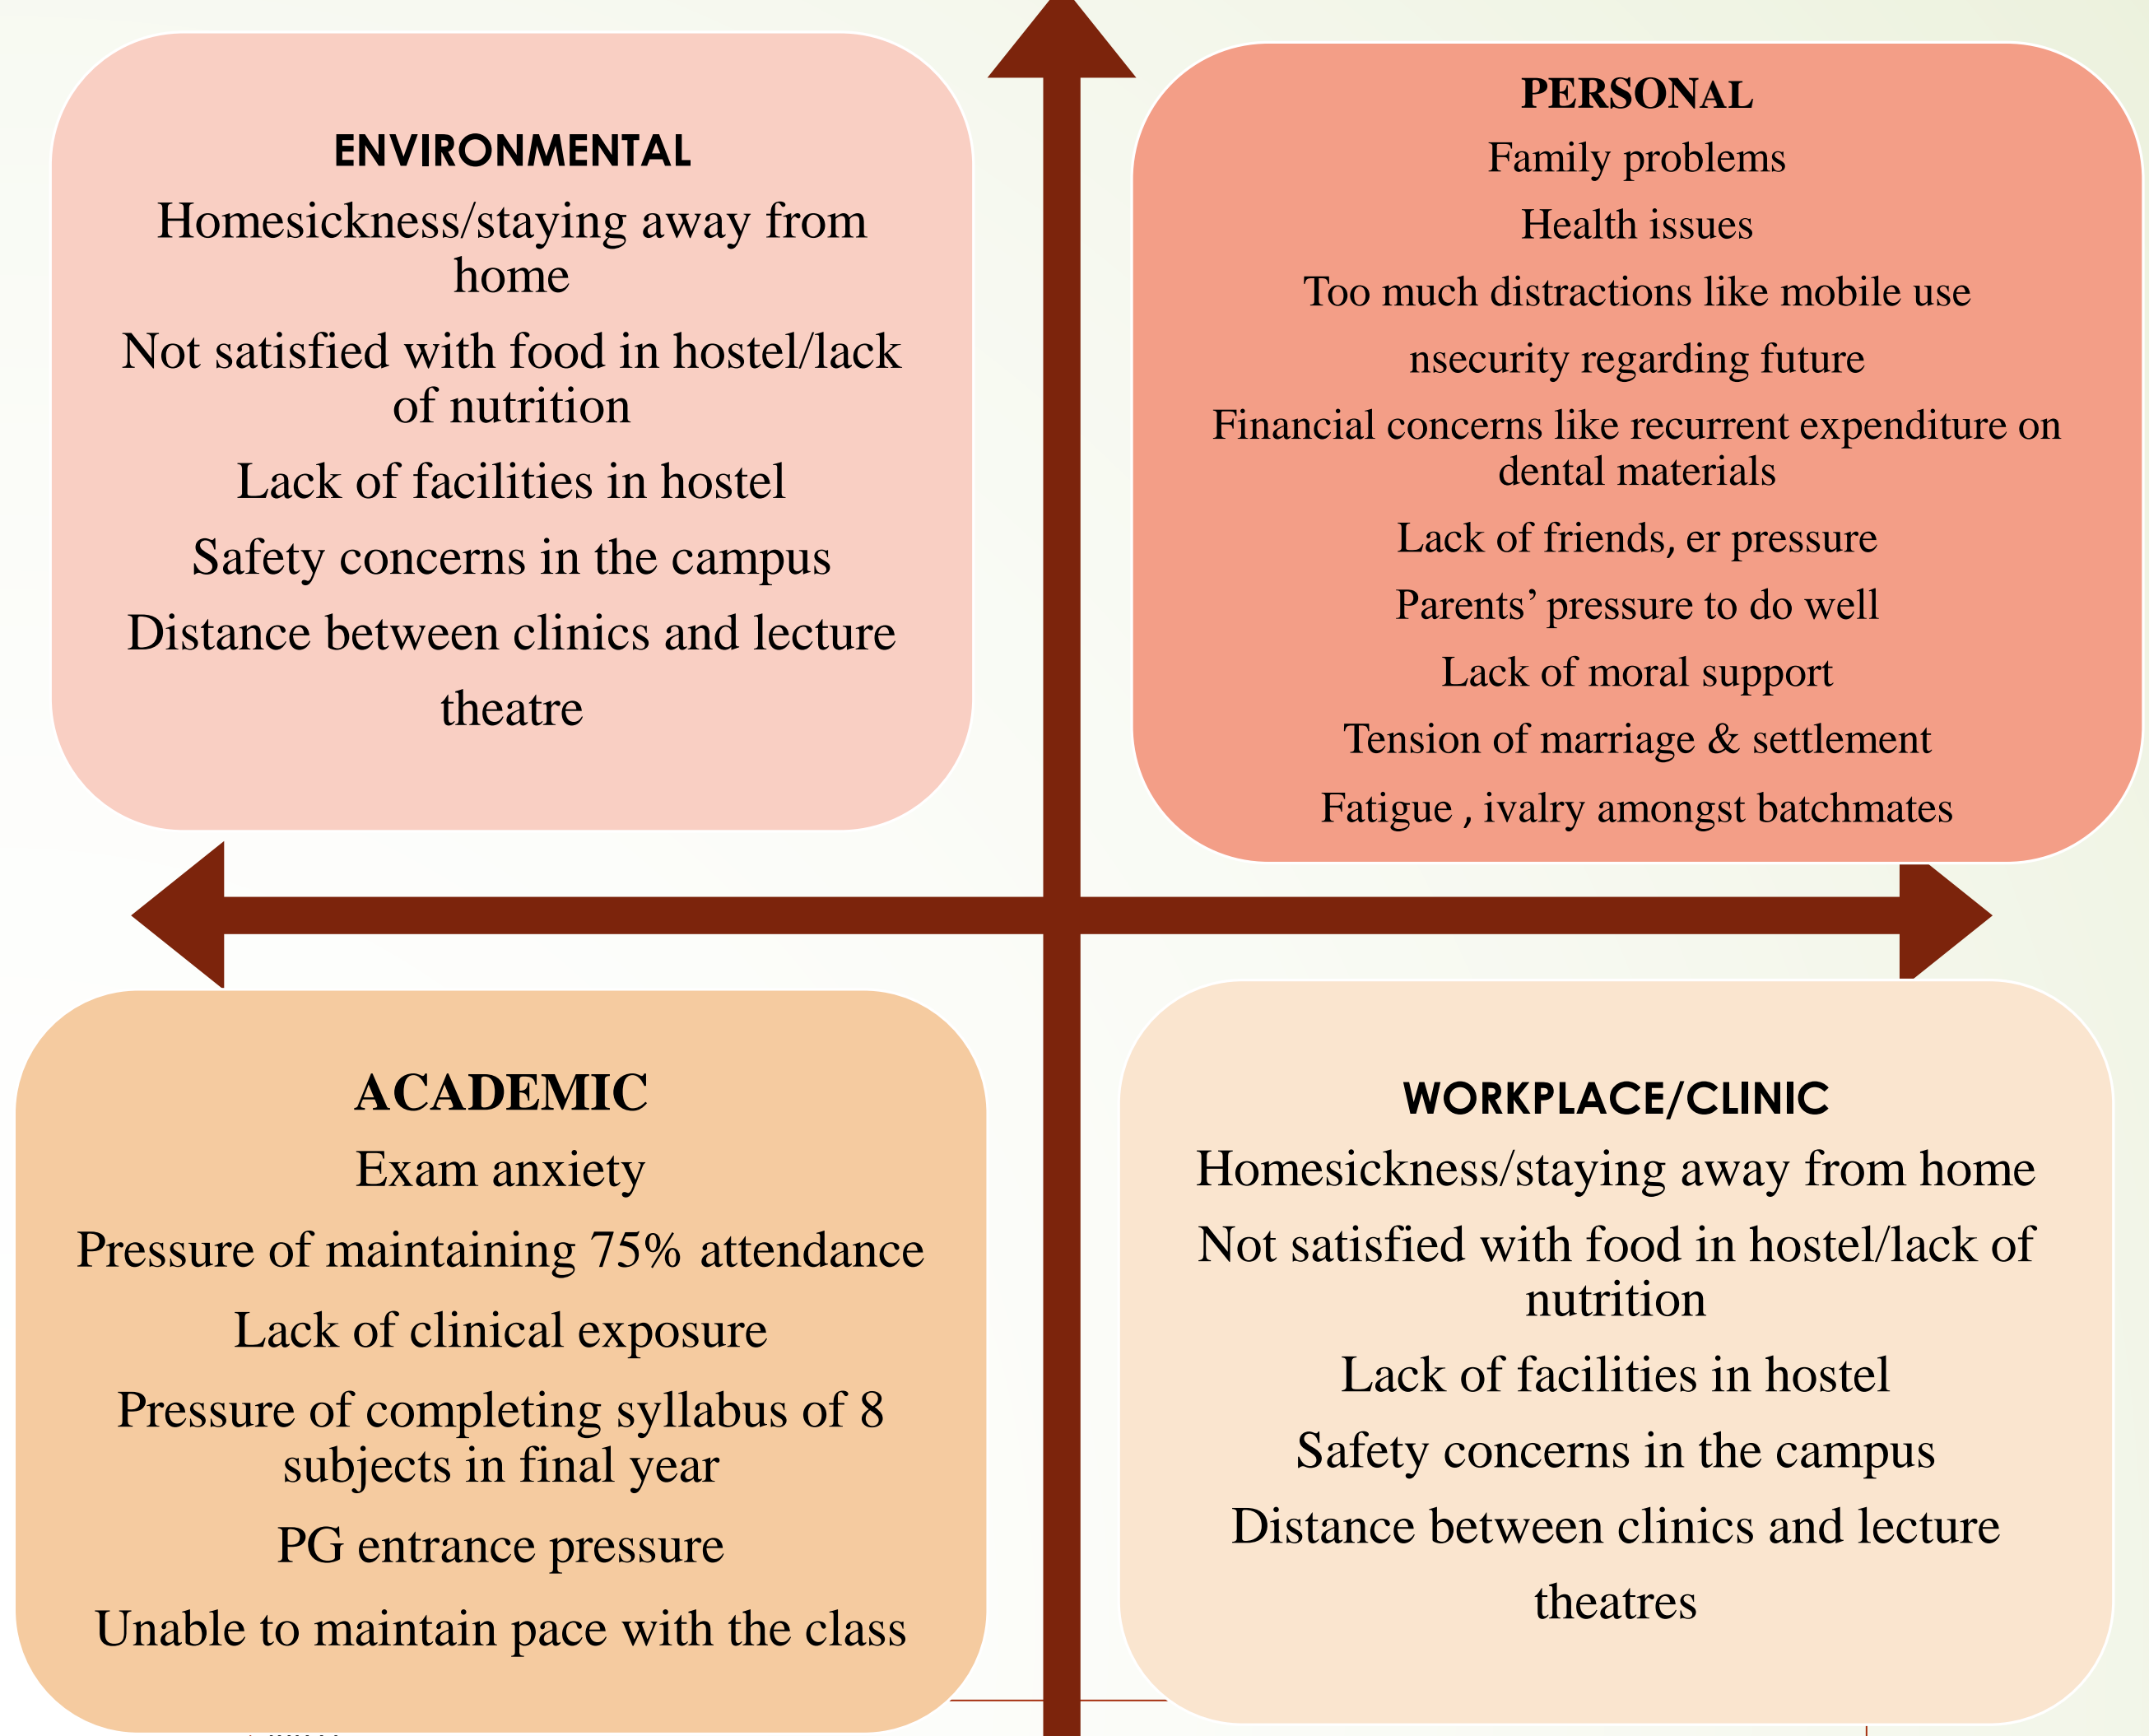 ENVIRONMENTAL
Homesickness/staying away from
home
Not satisfied with food in hostel/lack
of nutrition
Lack of facilities in hostel
Safety concerns in the campus
Distance between clinics and lecture
theatre
PERSONAL
Family problems
Health issues
Too much distractions like mobile use
nsecurity regarding future
Financial concerns like recurrent expenditure on
dental materials
Lack of friends, er pressure
Parents’ pressure to do well
Lack of moral support
Tension of marriage & settlement
Fatigue , ivalry amongst batchmates
ACADEMIC
Exam anxiety
Pressure of maintaining 75% attendance
Lack of clinical exposure
Pressure of completing syllabus of 8
subjects in final year
PG entrance pressure
Unable to maintain pace with the class
WORKPLACE/CLINIC
Homesickness/staying away from home
Not satisfied with food in hostel/lack of
nutrition
Lack of facilities in hostel
Safety concerns in the campus
Distance between clinics and lecture
theatres